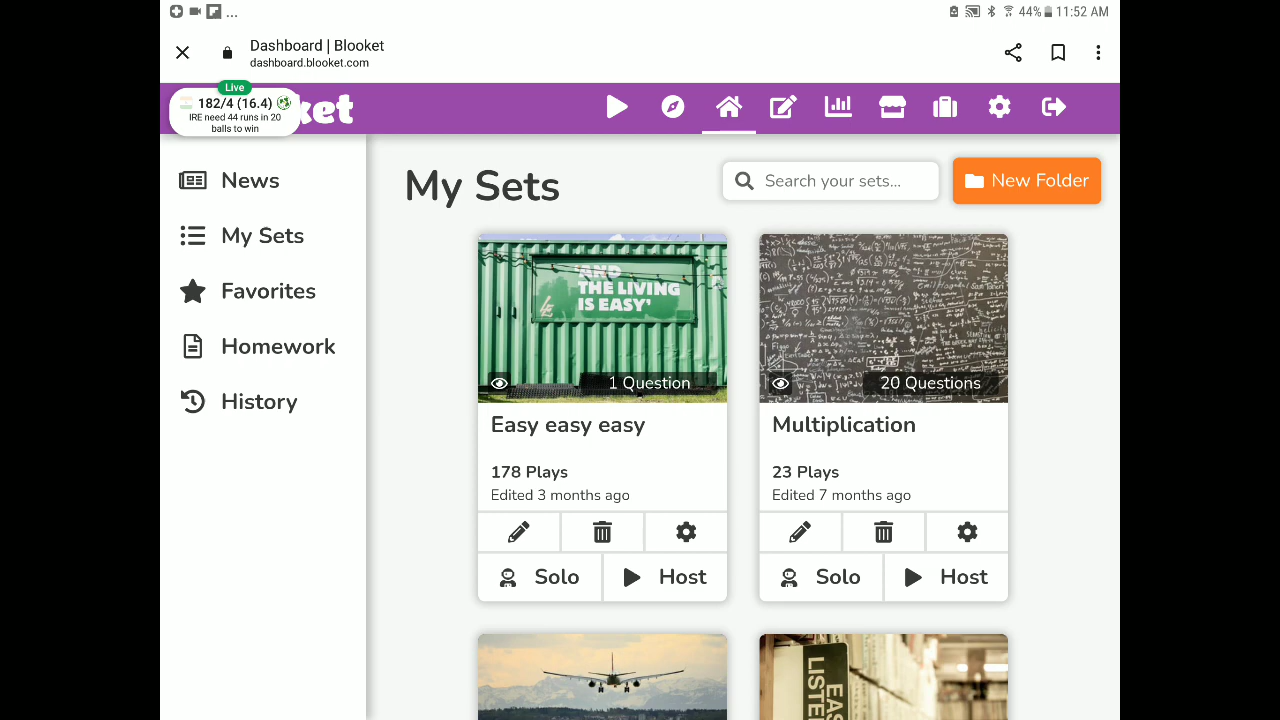 ... 44% 11:52 AM
Dashboard | Blooket
dashboard.blooket.com
Live
182/4 (16.4)
IRE need 44 runs in 20
balls to win
ket
News
My Sets
Favorites
Homework
History
My Sets
Search your sets...
New Folder
'AND
THE LIVING
IS EASY'
1 Question
20 Questions
Easy easy easy
Multiplication
178 Plays
23 Plays
Edited 3 months ago
Edited 7 months ago
Solo
Host
Solo
Host
EAS
LISTE